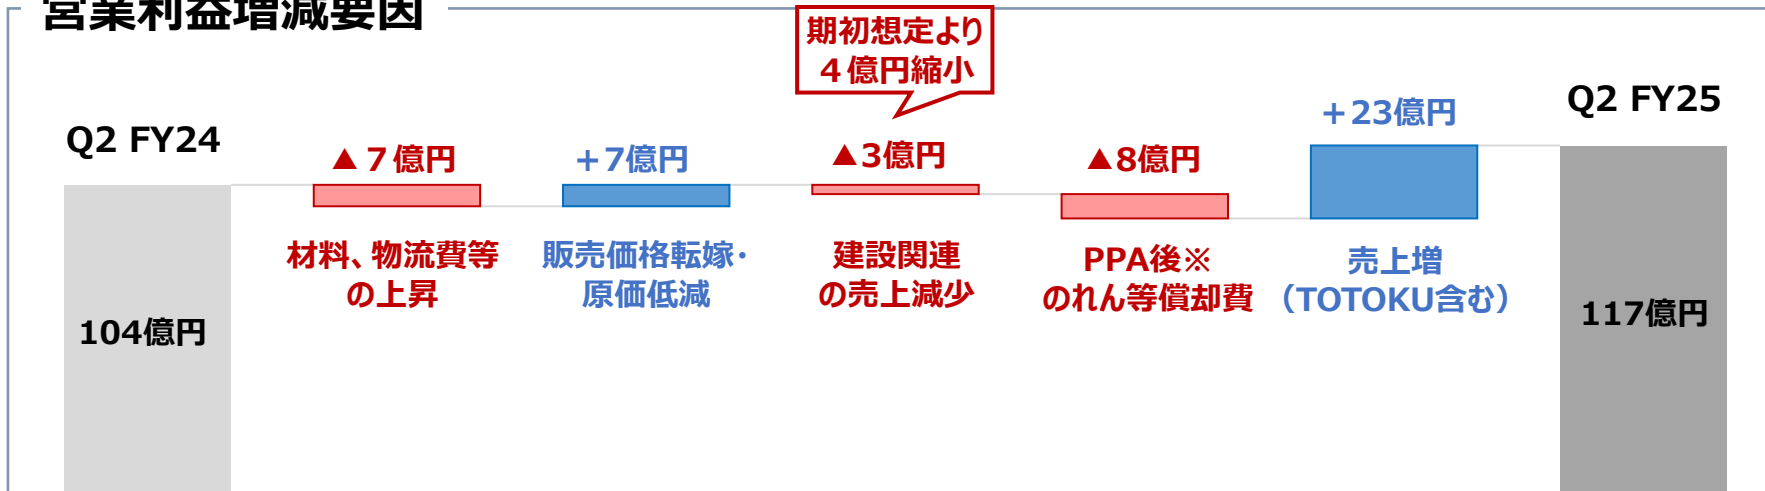 営業利益増減要因
期初想定より
４億円縮小
Q2 FY24
▲７億円
+7億円
▲3億円
▲8億円
+23億円
Q2 FY25
材料、物流費等
の上昇
販売価格転嫁・
原価低減
建設関連
の売上減少
PPA後※
のれん等償却費
売上増
（TOTOKU含む）
104億円
117億円